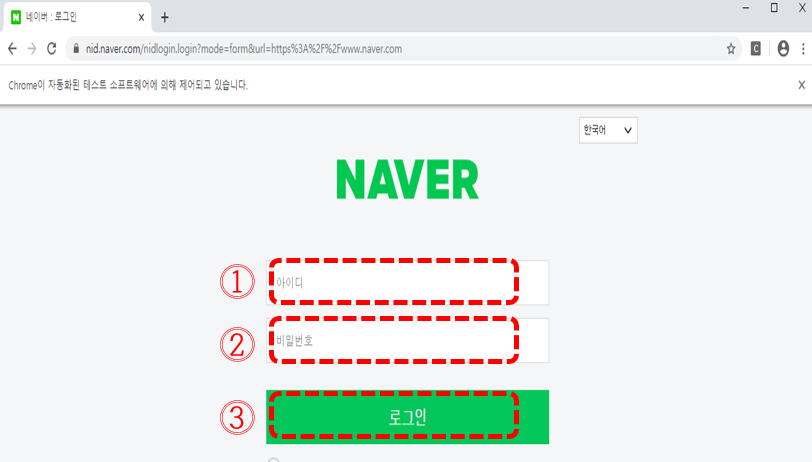 네이버 : 로그인
nid.naver.com/nidlogin.login?mode=form&url=https%3A%2F%2Fwww.naver.com
Chrome이 자동화된 테스트 소프트웨어에 의해 제어되고 있습니다.
한국어
NAVER
① 아이디
② 비밀번호
③ 로그인